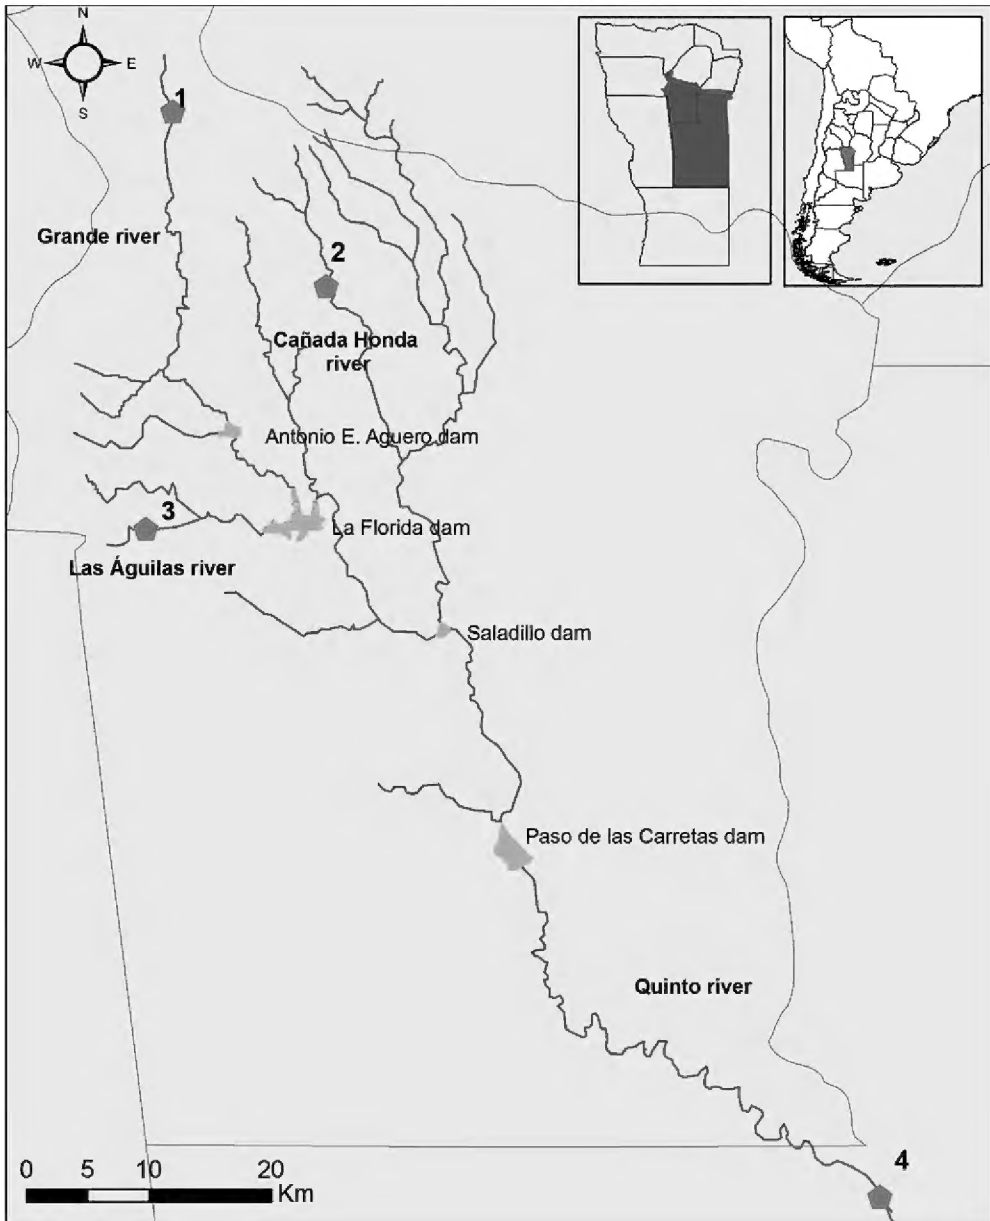 N
W
E
S
1
Grande river
2
Cañada Honda
river
Antonio E. Aguero dam
3
La Florida dam
Las Águilas river
Saladillo dam
Paso de las Carretas dam
Quinto river
4
0 5 10 20
Km